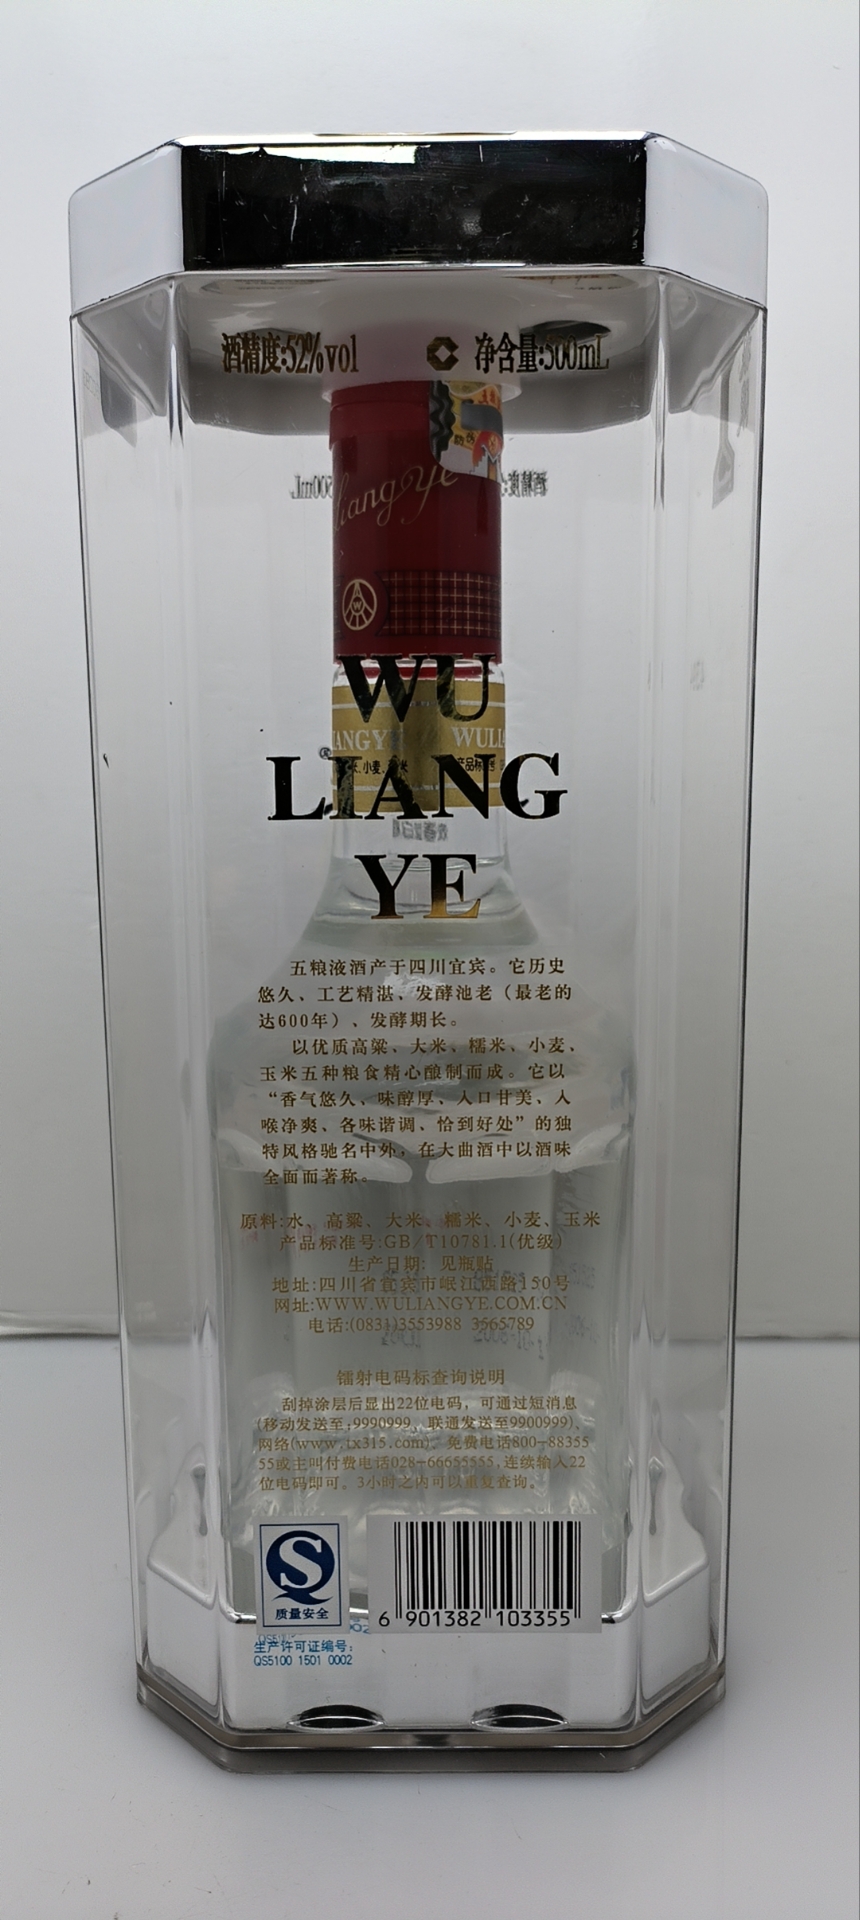 酒精度:52%vol 净含量:500mL
liangye
WU
LIANG
YE
WULIA
五粮液酒产于四川宜宾。它历史
悠久、工艺精湛、发酵池老（最老的
达600年）、发酵期长。
以优质高粱、大米、糯米、小麦、
玉米五种粮食精心酿制而成。它以
“香气悠久、味醇厚、入口甘美、入
喉净爽、各味谐调、恰到好处”的独
特风格驰名中外，在大曲酒中以酒味
全面而著称。
原料:水、高粱、大米、糯米、小麦、玉米
产品标准号:GB/T10781.1(优级)
生产日期: 见瓶贴
地址:四川省宜宾市岷江西路150号
网址:WWW.WULIANGYE.COM.CN
电话:(0831)3553988 3565789
镭射电码标查询说明
刮掉涂层后显出22位电码，可通过短消息
(移动发送至:9990999、联通发送至9900999)、
网络(www.tx315.com)、免费电话800-88355
55或主叫付费电话028-66655555,连续输入22
位电码即可。3小时之内可以重复查询。
质量安全
6 901382 103355
生产许可证编号:
QS5100 1501 0002